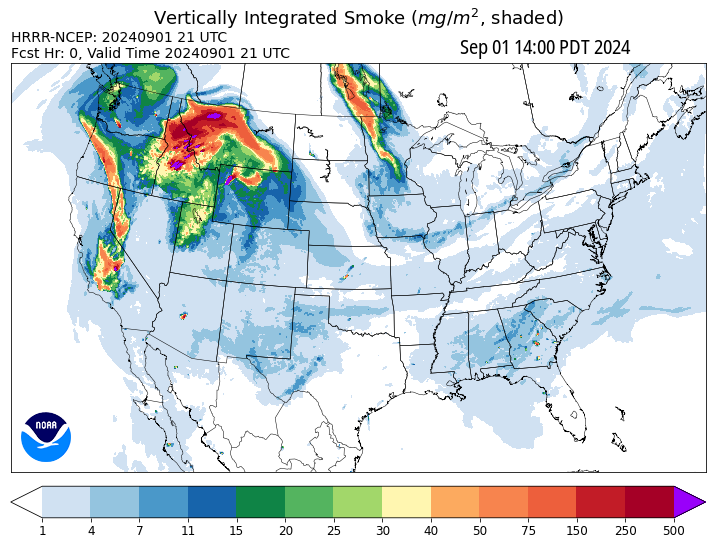 Vertically Integrated Smoke (mg/m², shaded)
HRRR-NCEP: 20240901 21 UTC
Fcst Hr: 0, Valid Time 20240901 21 UTC
Sep 01 14:00 PDT 2024
NOAA
1 4 7 11 15 20 25 30 40 50 75 150 250 500